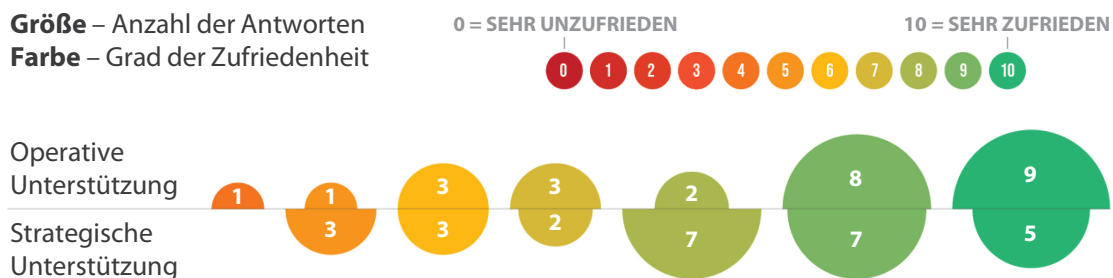 Größe – Anzahl der Antworten
Farbe – Grad der Zufriedenheit
0 = SEHR UNZUFRIEDEN
10 = SEHR ZUFRIEDEN
0 1 2 3 4 5 6 7 8 9 10
Operative
Unterstützung
1 1 3 3 2 8 9
Strategische
Unterstützung
3 3 2 7 7 5